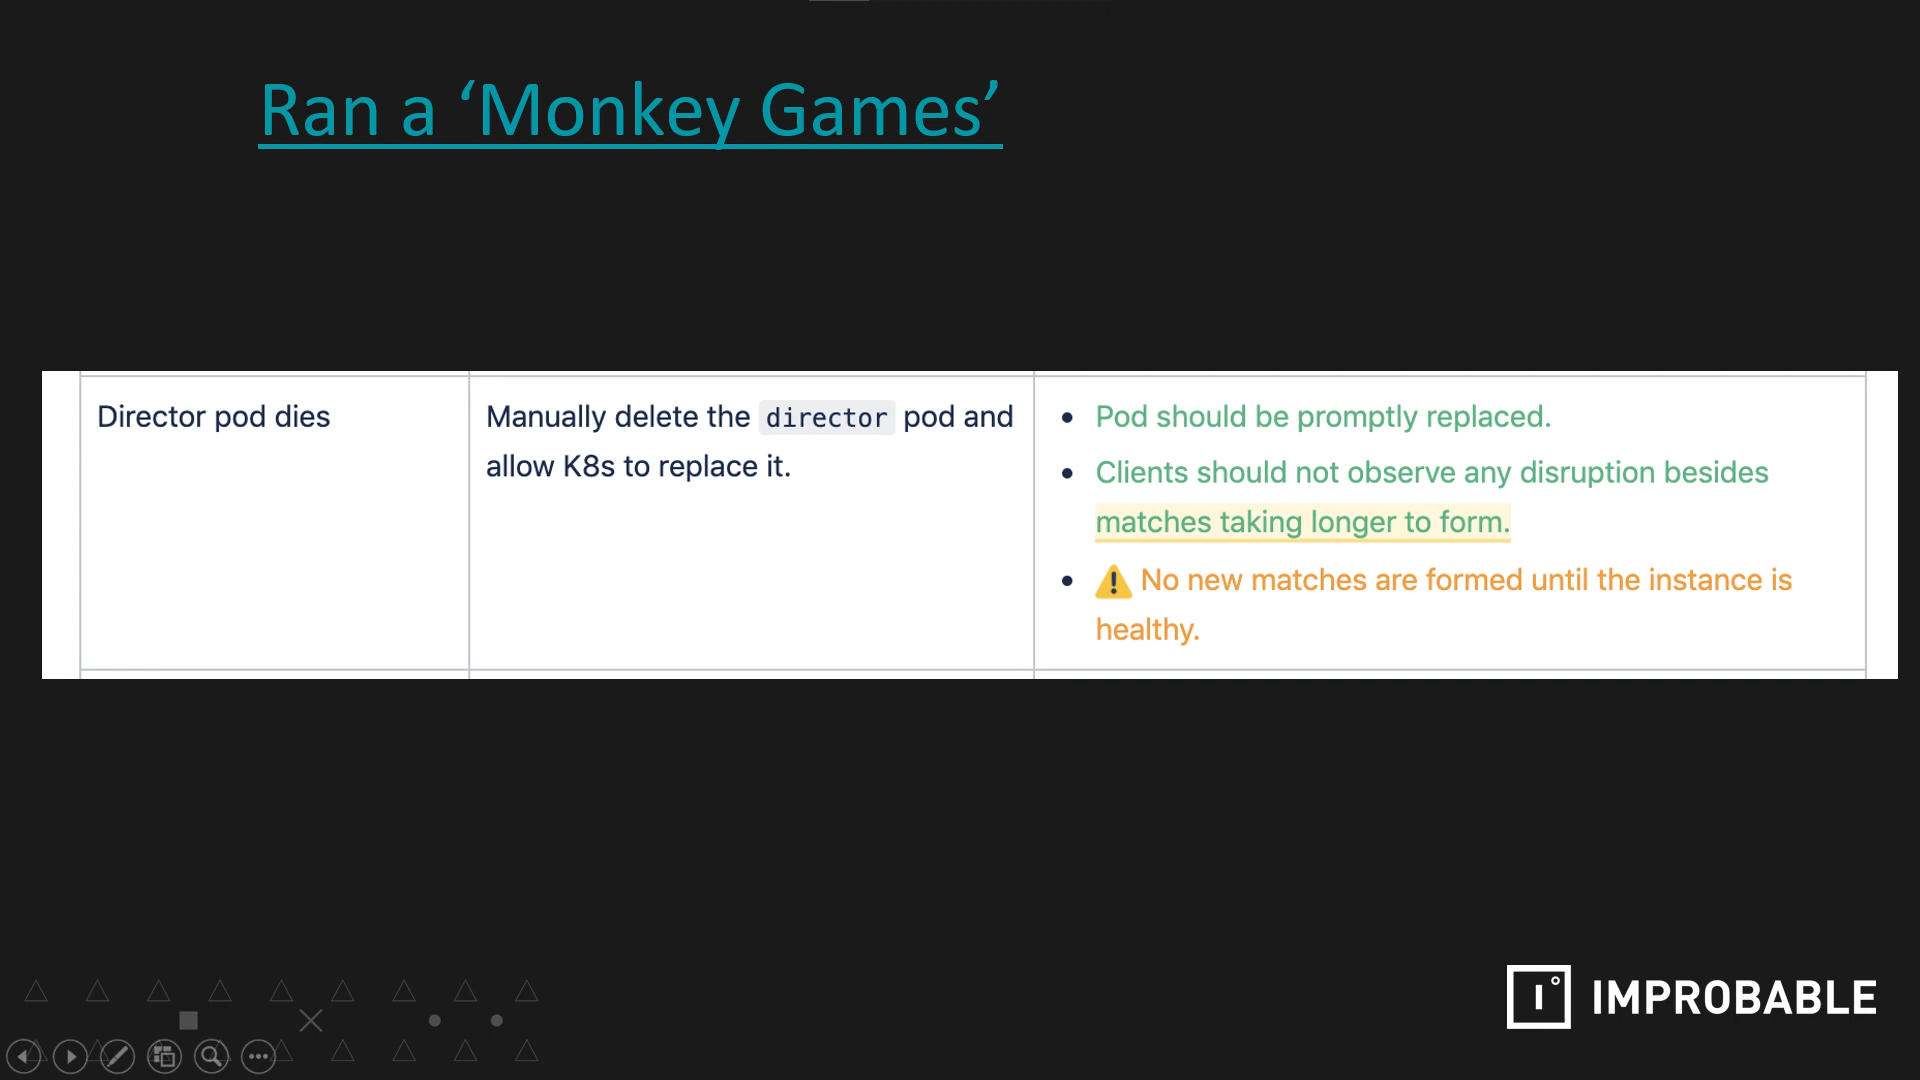 Ran a ‘Monkey Games’
Director pod dies
Manually delete the director pod and
allow K8s to replace it.
• Pod should be promptly replaced.
• Clients should not observe any disruption besides
matches taking longer to form.
• ⚠️ No new matches are formed until the instance is
healthy.
IMPROBABLE